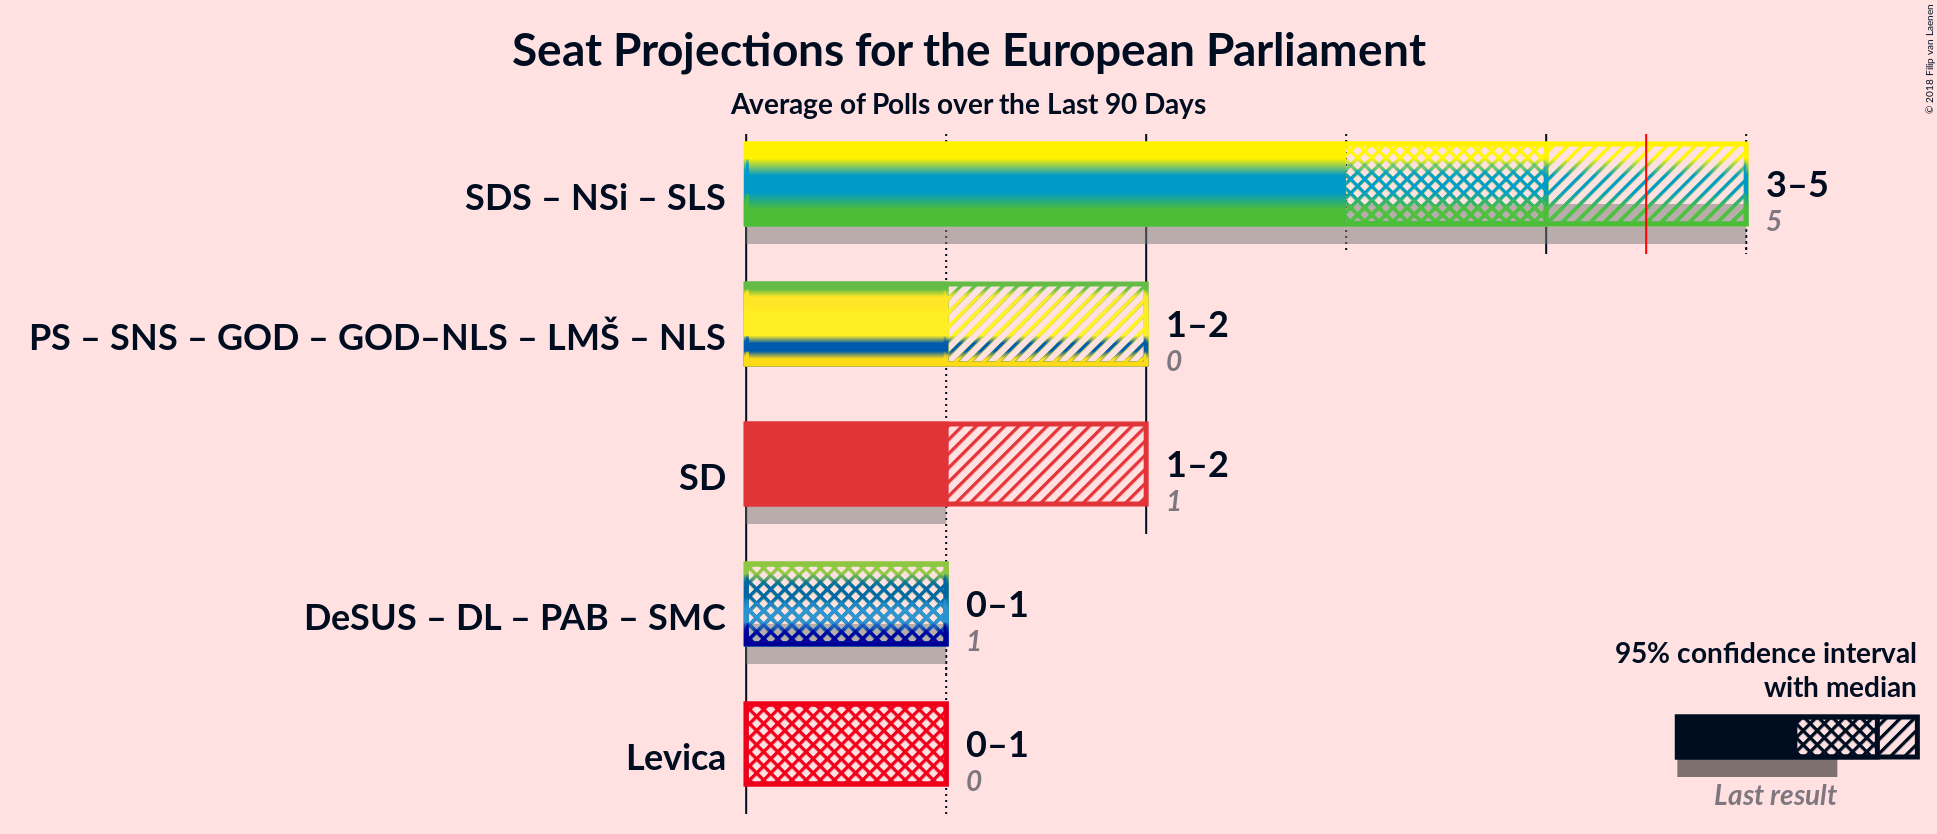 Seat Projections for the European Parliament
Average of Polls over the Last 90 Days
© 2018 Filip van Laenen
SDS – NSi – SLS
3–5
5
PS – SNS – GOD – GOD–NLS – LMŠ – NLS
1–2
0
SD
1–2
1
DeSUS – DL – PAB – SMC
0–1
1
Levica
0–1
0
95% confidence interval
with median
Last result